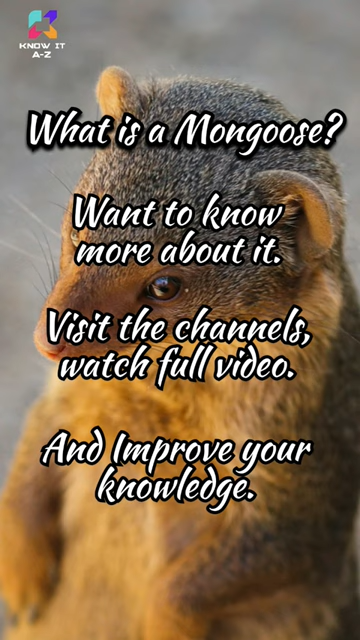 KNOW IT
A-Z
What is a Mongoose?
Want to know
more about it.
Visit the channels,
watch full video.
And Improve your
knowledge.